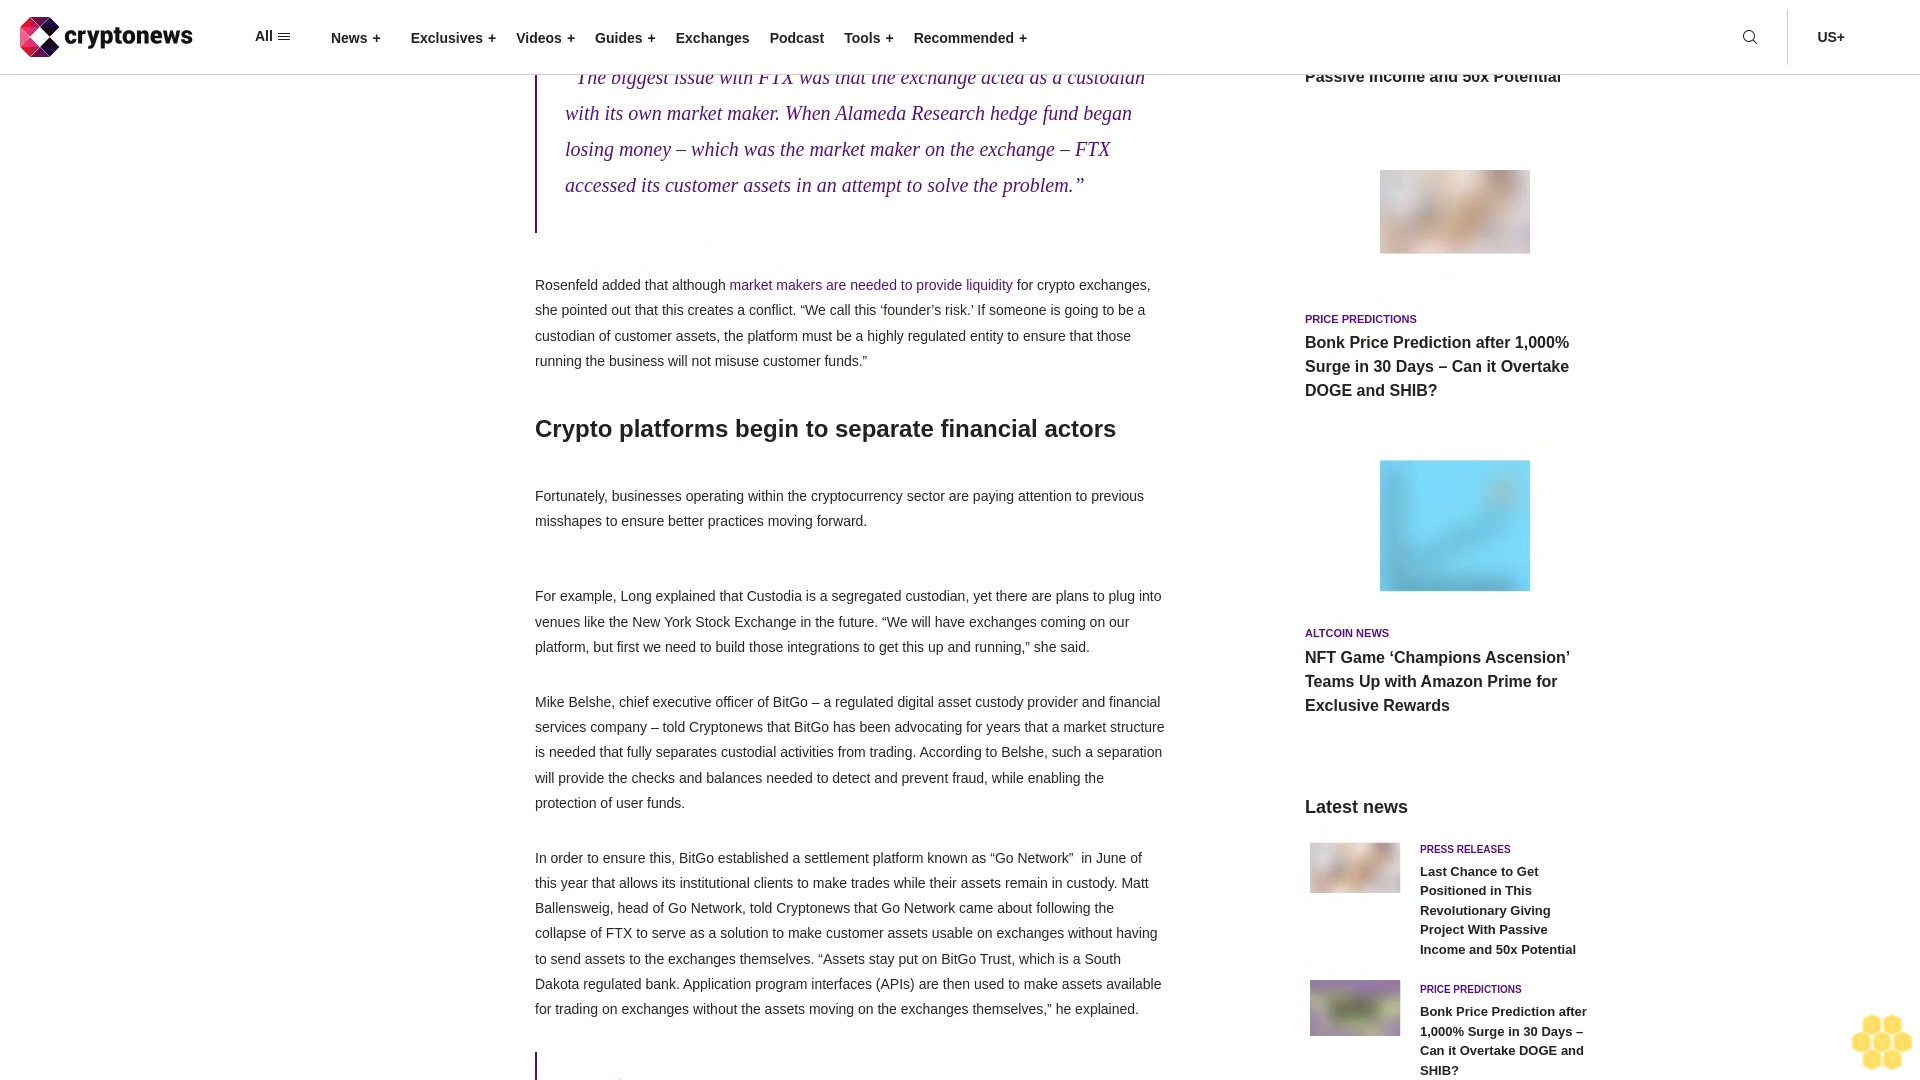 cryptonews
All
News +
Exclusives +
Videos +
Guides +
Exchanges
Podcast
Tools +
Recommended +
US+
"The biggest issue with FTX was that the exchange acted as a custodian
with its own market maker. When Alameda Research hedge fund began
losing money – which was the market maker on the exchange – FTX
accessed its customer assets in an attempt to solve the problem.”
Rosenfeld added that although market makers are needed to provide liquidity for crypto exchanges,
she pointed out that this creates a conflict. “We call this ‘founder’s risk.’ If someone is going to be a
custodian of customer assets, the platform must be a highly regulated entity to ensure that those
running the business will not misuse customer funds.”
Crypto platforms begin to separate financial actors
Fortunately, businesses operating within the cryptocurrency sector are paying attention to previous
misshapes to ensure better practices moving forward.
For example, Long explained that Custodia is a segregated custodian, yet there are plans to plug into
venues like the New York Stock Exchange in the future. “We will have exchanges coming on our
platform, but first we need to build those integrations to get this up and running,” she said.
Mike Belshe, chief executive officer of BitGo – a regulated digital asset custody provider and financial
services company – told Cryptonews that BitGo has been advocating for years that a market structure
is needed that fully separates custodial activities from trading. According to Belshe, such a separation
will provide the checks and balances needed to detect and prevent fraud, while enabling the
protection of user funds.
In order to ensure this, BitGo established a settlement platform known as “Go Network”  in June of
this year that allows its institutional clients to make trades while their assets remain in custody. Matt
Ballensweig, head of Go Network, told Cryptonews that Go Network came about following the
collapse of FTX to serve as a solution to make customer assets usable on exchanges without having
to send assets to the exchanges themselves. “Assets stay put on BitGo Trust, which is a South
Dakota regulated bank. Application program interfaces (APIs) are then used to make assets available
for trading on exchanges without the assets moving on the exchanges themselves,” he explained.
Passive Income and 50x Potential
PRICE PREDICTIONS
Bonk Price Prediction after 1,000%
Surge in 30 Days – Can it Overtake
DOGE and SHIB?
ALTCOIN NEWS
NFT Game ‘Champions Ascension’
Teams Up with Amazon Prime for
Exclusive Rewards
Latest news
PRESS RELEASES
Last Chance to Get
Positioned in This
Revolutionary Giving
Project With Passive
Income and 50x Potential
PRICE PREDICTIONS
Bonk Price Prediction after
1,000% Surge in 30 Days –
Can it Overtake DOGE and
SHIB?